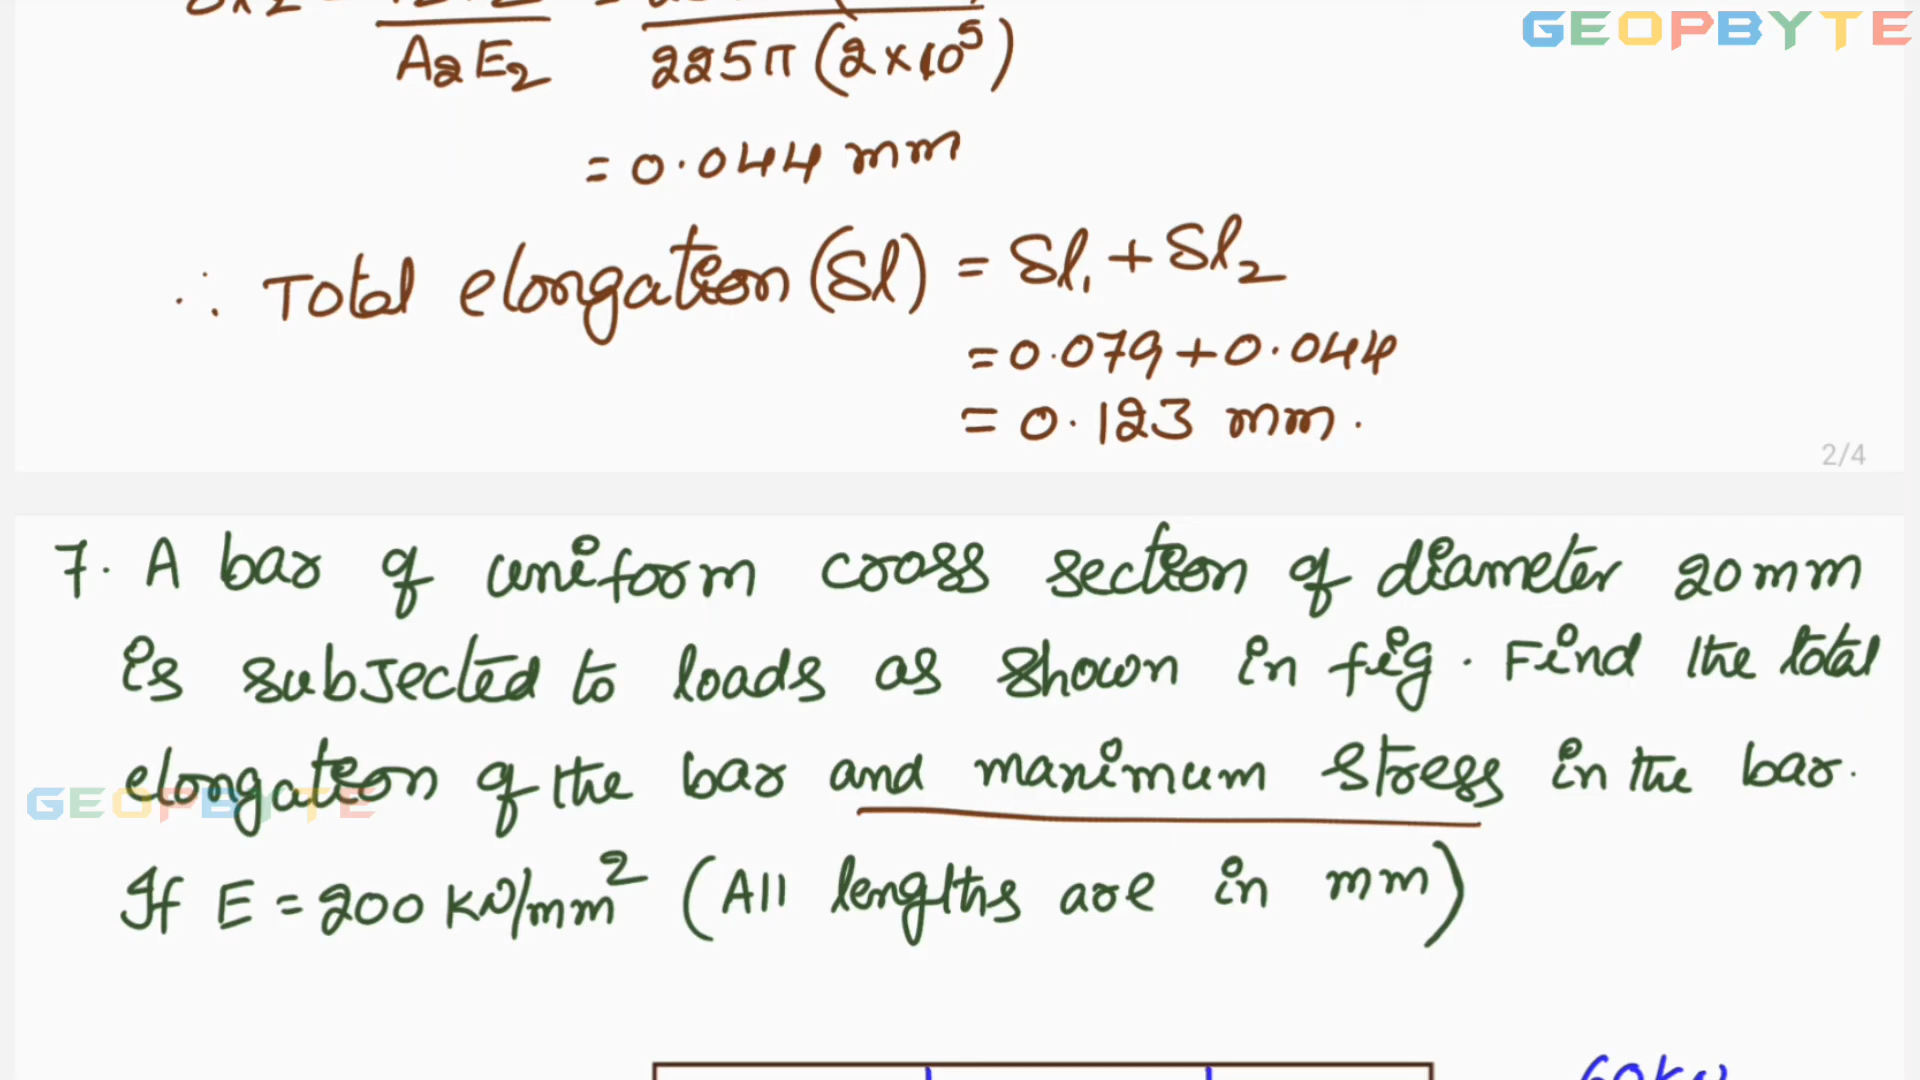 GEOPBYTE
A₂E₂ 225π (2×10⁵)
= 0.044 mm
∴ Total elongation (δl) = δl₁ + δl₂
= 0.079 + 0.044
= 0.123 mm.
2/4
7. A bar of uniform cross section of diameter 20mm
is subjected to loads as shown in fig. Find the total
elongation of the bar and maximum stress in the bar.
GEOPBYTE
If E = 200 KN/mm² (All lengths are in mm)
60KN